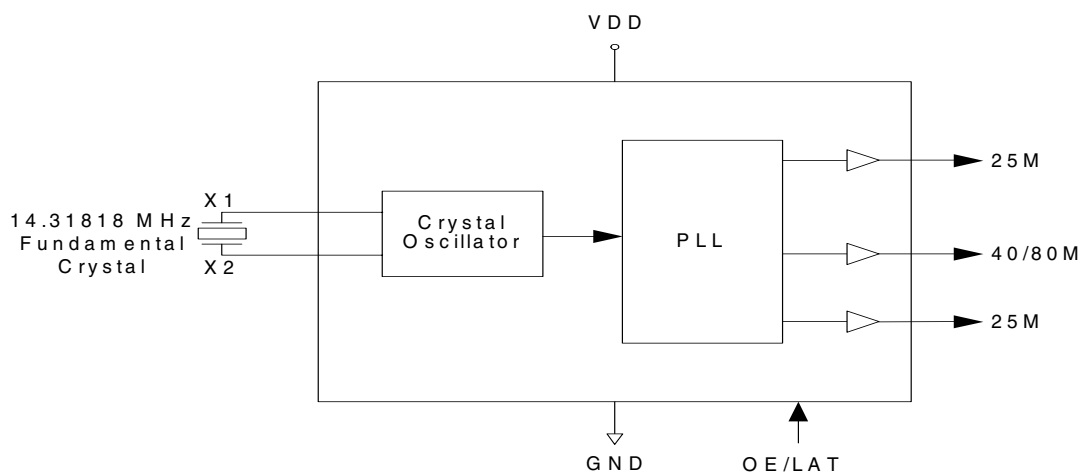 VDD
25M
X1
14.31818 MHz
Fundamental
Crystal
X2
Crystal
Oscillator
PLL
40/80M
25M
GND
OE/LAT